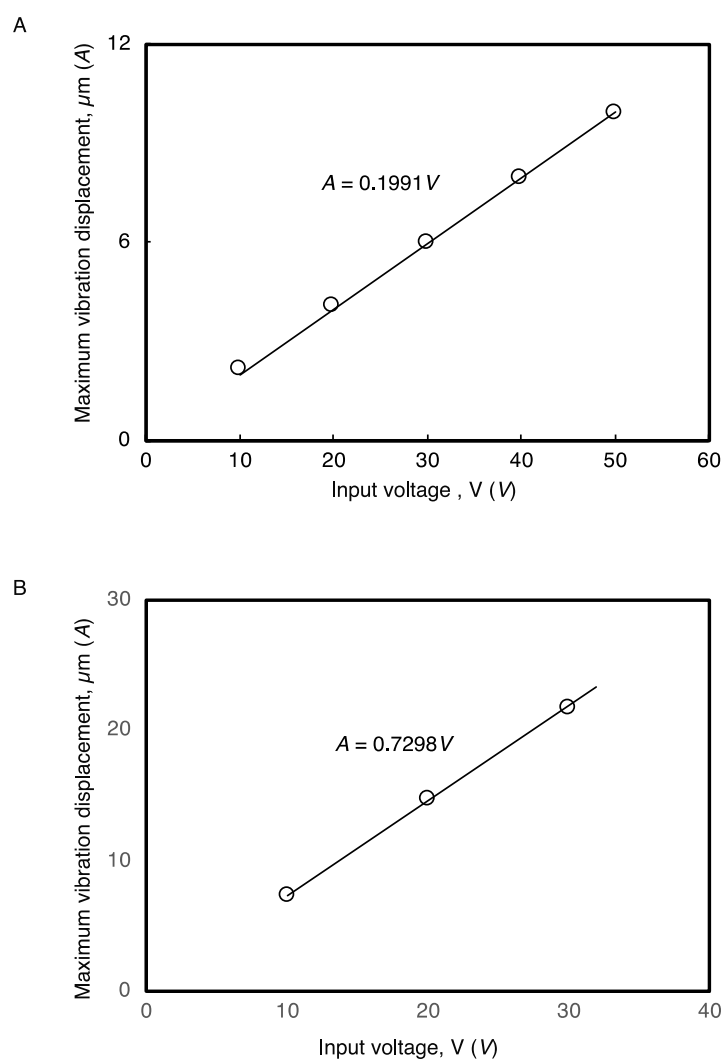 A
Maximum vibration displacement, µm (A)
12
6
0
A = 0.1991V
0 10 20 30 40 50 60
Input voltage , V (V)
B
Maximum vibration displacement, µm (A)
30
20
10
0
A = 0.7298V
0 10 20 30 40
Input voltage, V (V)